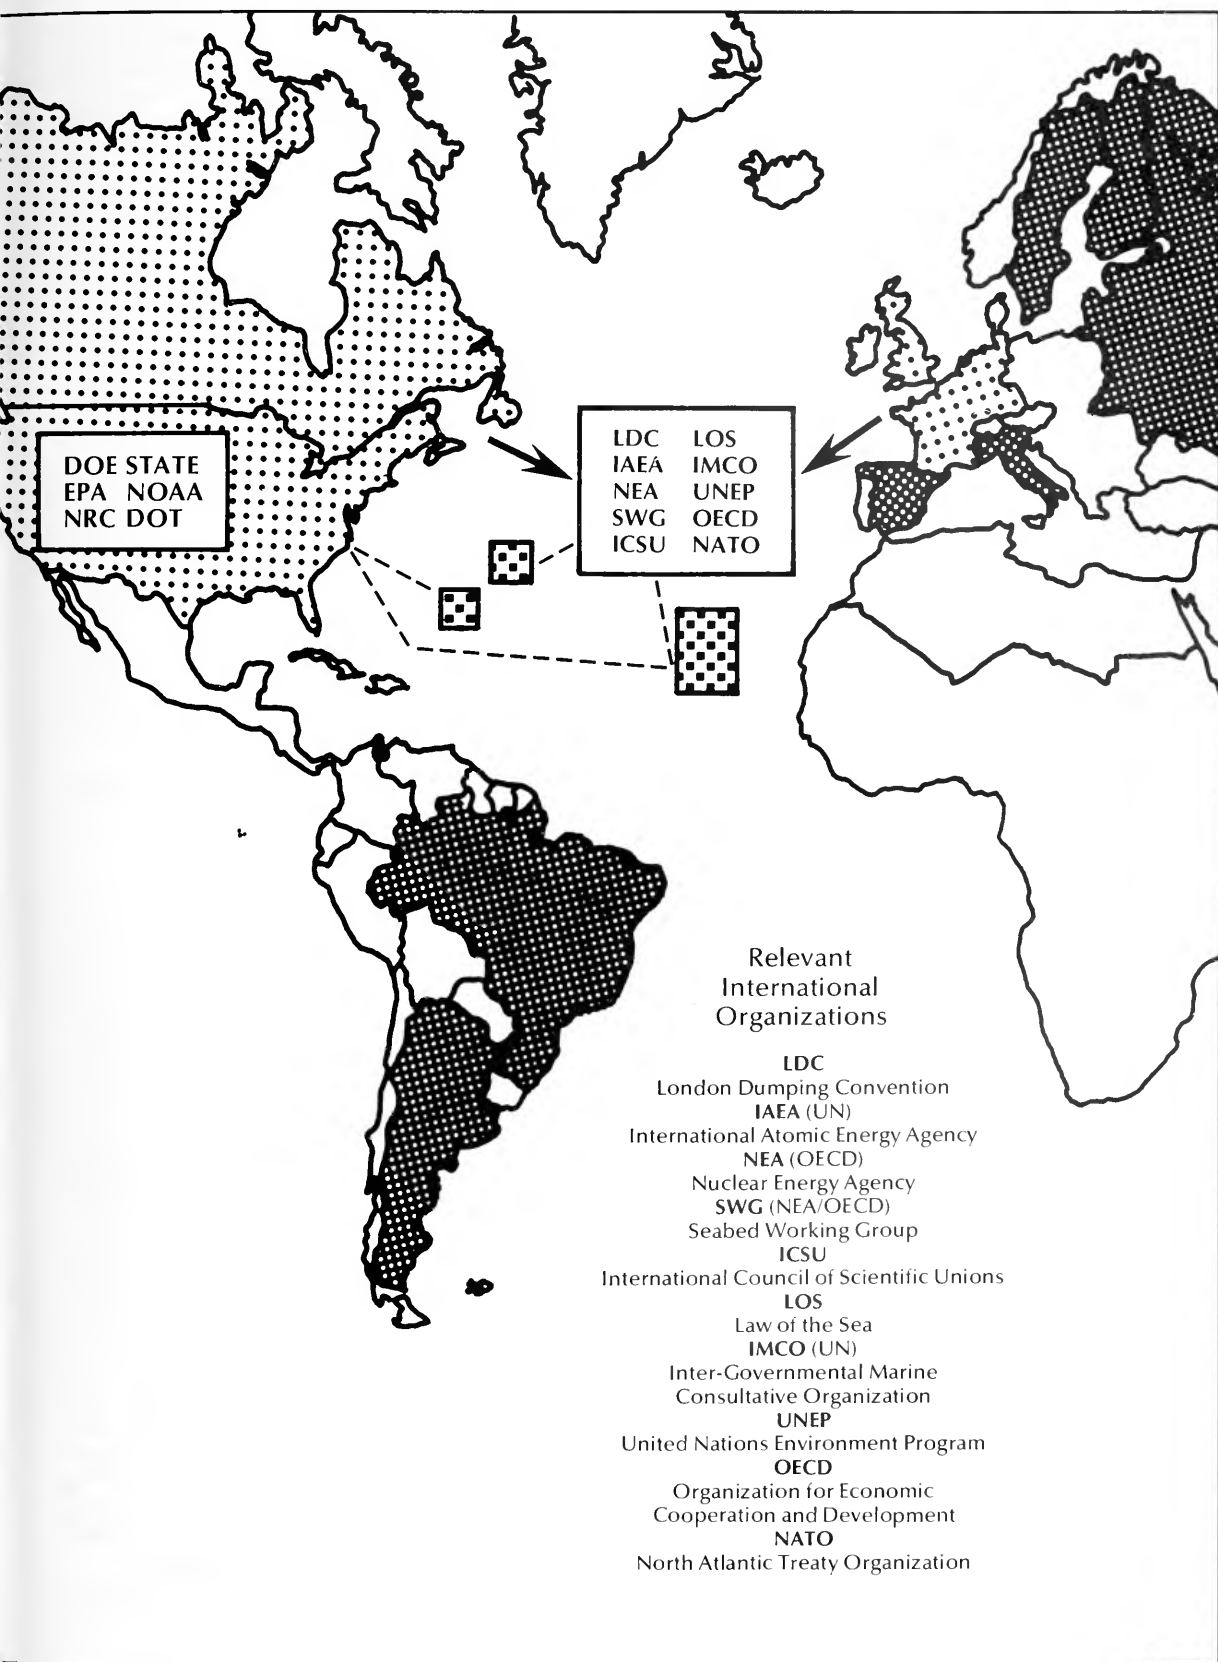 DOE STATE
EPA NOAA
NRC DOT
LDC LOS
IAEA IMCO
NEA UNEP
SWG OECD
ICSU NATO
Relevant
International
Organizations
LDC
London Dumping Convention
IAEA (UN)
International Atomic Energy Agency
NEA (OECD)
Nuclear Energy Agency
SWG (NEA/OECD)
Seabed Working Group
ICSU
International Council of Scientific Unions
LOS
Law of the Sea
IMCO (UN)
Inter-Governmental Marine
Consultative Organization
UNEP
United Nations Environment Program
OECD
Organization for Economic
Cooperation and Development
NATO
North Atlantic Treaty Organization